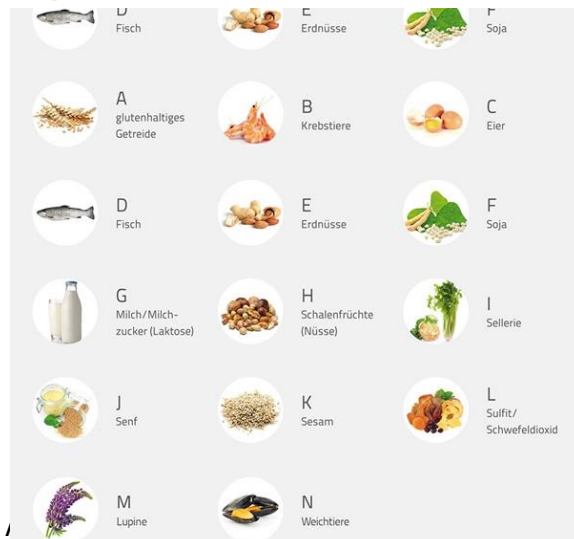 D
Fisch
E
Erdnüsse
F
Soja
A
glutenhaltiges
Getreide
B
Krebstiere
C
Eier
D
Fisch
E
Erdnüsse
F
Soja
G
Milch/Milch-
zucker (Laktose)
H
Schalenfrüchte
(Nüsse)
I
Sellerie
J
Senf
K
Sesam
L
Sulfit/
Schwefeldioxid
M
Lupine
N
Weichtiere